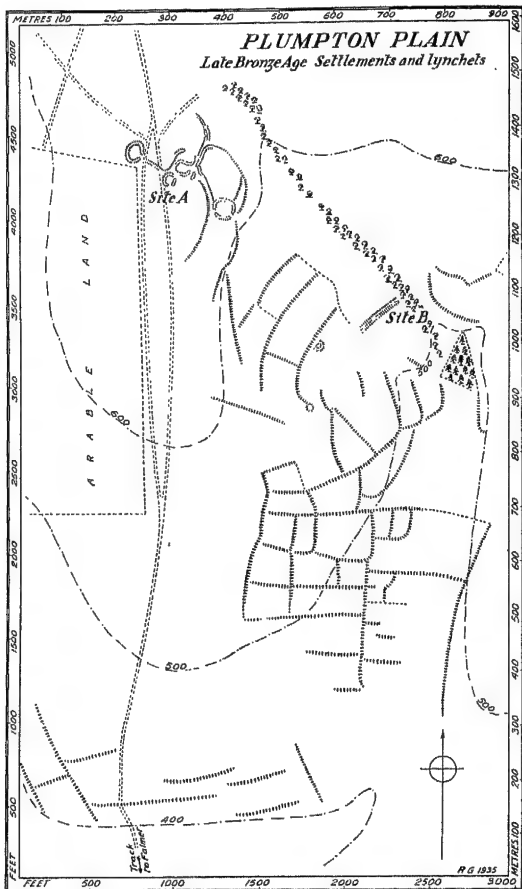 METRES 100 200 300 400 500 600 700 800 900
PLUMPTON PLAIN
Late Bronze Age Settlements and lynchets
5000
4500
4000
3500
3000
2500
2000
1500
1000
500
FEET
1600
1400
1300
1200
1100
1000
900
800
700
600
500
400
300
200
METRES 100
Site A
Site B
ARABLE LAND
600
600
500
500
500
400
Track
To Falmer
R G 1935
FEET 500 1000 1500 2000 2500 3000